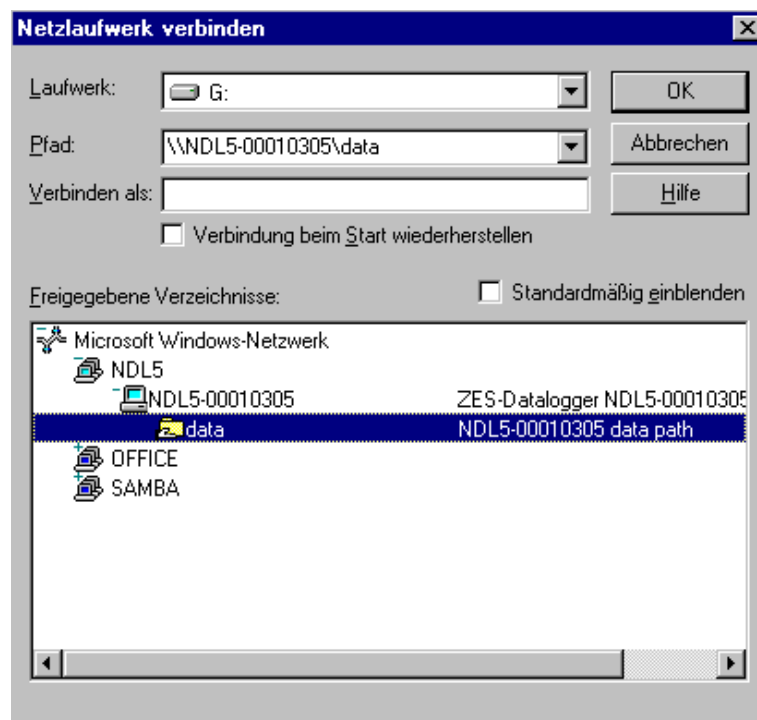 Netzlaufwerk verbinden
Laufwerk: G: OK
Pfad: \\NDL5-00010305\data Abbrechen
Verbinden als: Hilfe
Verbindung beim Start wiederherstellen
Freigegebene Verzeichnisse: Standardmäßig einblenden
Microsoft Windows-Netzwerk
NDL5
NDL5-00010305 ZES-Datalogger NDL5-00010305
data NDL5-00010305 data path
OFFICE
SAMBA